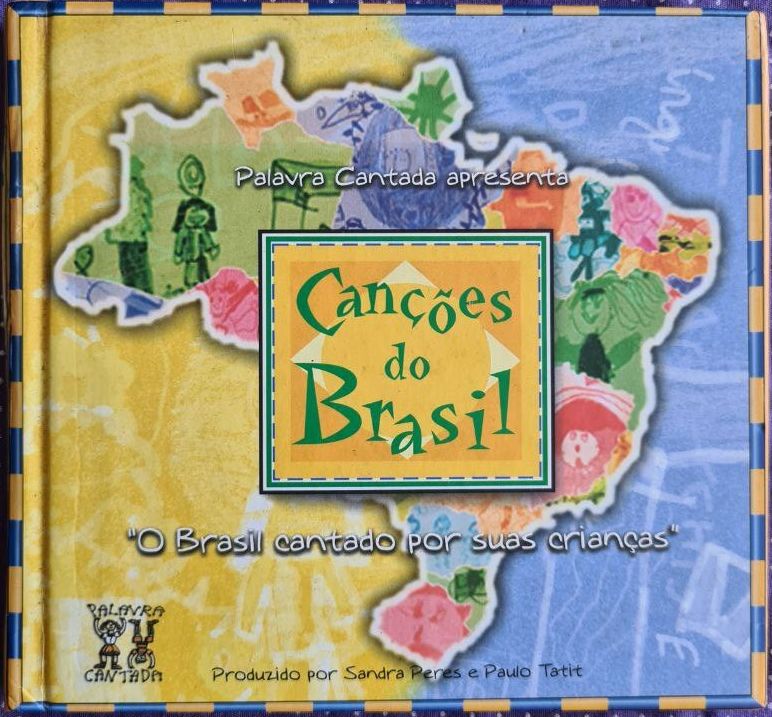 Palavra Cantada apresenta
Canções
do
Brasil
"O Brasil cantado por suas crianças"
PALAVRA
CANTADA
Produzido por Sandra Peres e Paulo Tatit